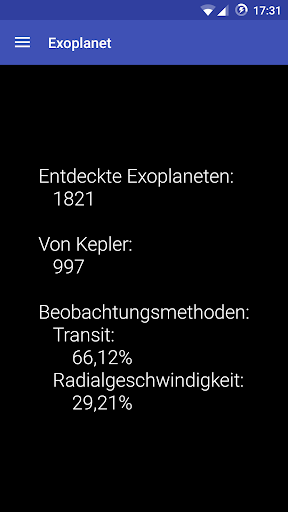 17:31
Exoplanet
Entdeckte Exoplaneten:
1821
Von Kepler:
997
Beobachtungsmethoden:
Transit:
66,12%
Radialgeschwindigkeit:
29,21%